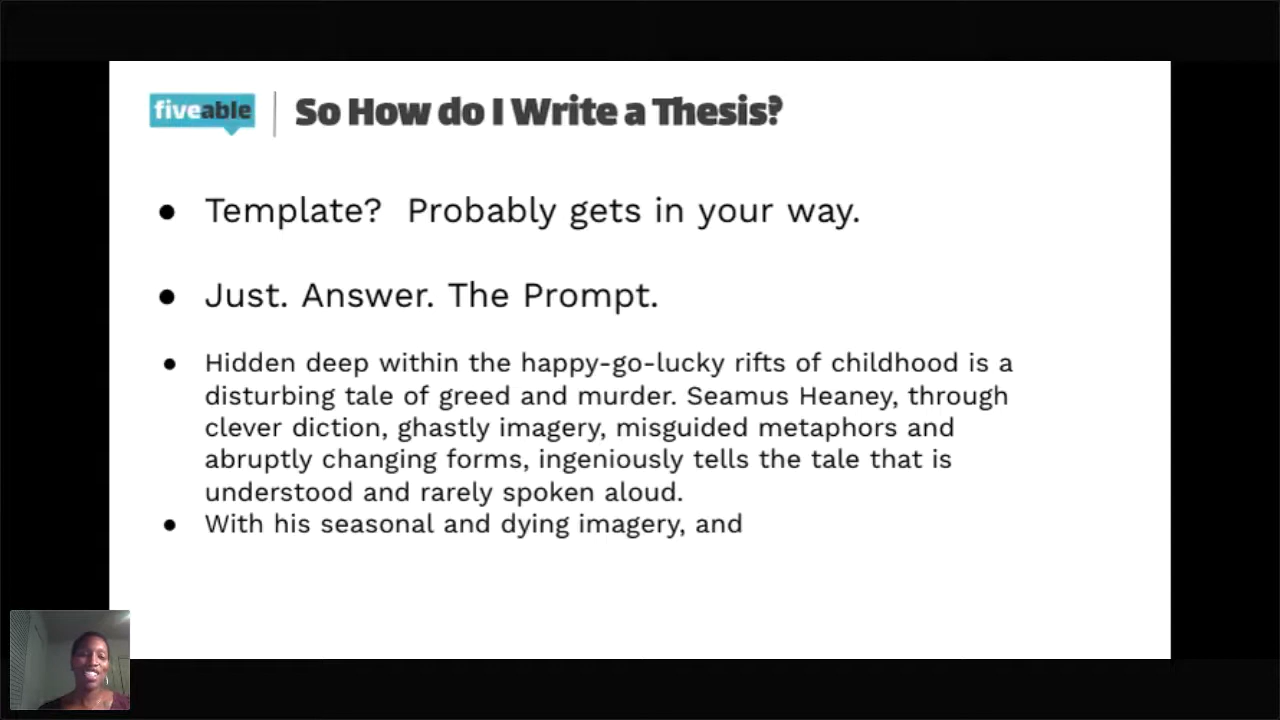 fiveable
So How do I Write a Thesis?
● Template?  Probably gets in your way.
● Just. Answer. The Prompt.
● Hidden deep within the happy-go-lucky rifts of childhood is a
disturbing tale of greed and murder. Seamus Heaney, through
clever diction, ghastly imagery, misguided metaphors and
abruptly changing forms, ingeniously tells the tale that is
understood and rarely spoken aloud.
● With his seasonal and dying imagery, and